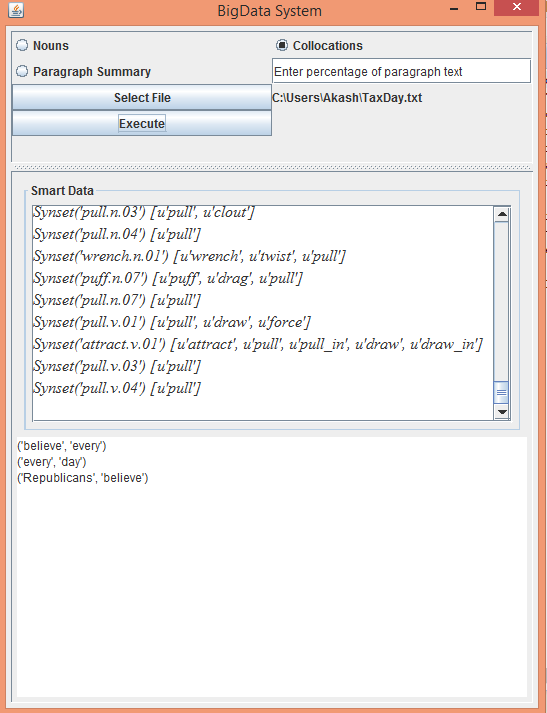 BigData System
Nouns
Collocations
Paragraph Summary
Enter percentage of paragraph text
Select File
C:\Users\Akash\TaxDay.txt
Execute
Smart Data
Synset('pull.n.03') [u'pull', u'clout']
Synset('pull.n.04') [u'pull']
Synset('wrench.n.01') [u'wrench', u'twist', u'pull']
Synset('puff.n.07') [u'puff', u'drag', u'pull']
Synset('pull.n.07') [u'pull']
Synset('pull.v.01') [u'pull', u'draw', u'force']
Synset('attract.v.01') [u'attract', u'pull', u'pull_in', u'draw', u'draw_in']
Synset('pull.v.03') [u'pull']
Synset('pull.v.04') [u'pull']
('believe', 'every')
('every', 'day')
('Republicans', 'believe')